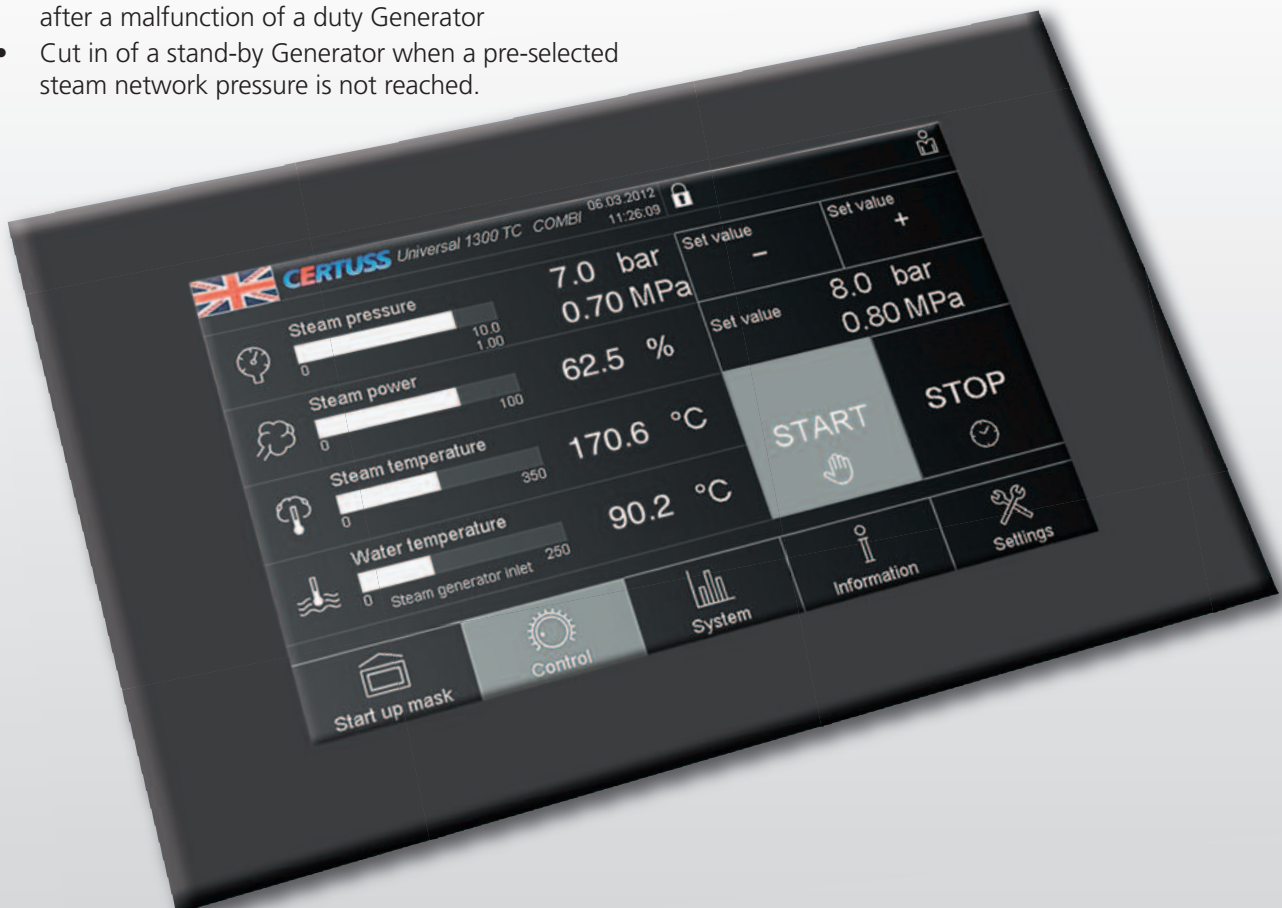 after a malfunction of a duty Generator
• Cut in of a stand-by Generator when a pre-selected
steam network pressure is not reached.
CERTUSS Universal 1300 TC COMBI 06.03.2012
11:26:09
Steam pressure
0 10.0
1.00
7.0 bar
0.70 MPa
Set value
–
Set value
+
Set value 8.0 bar
0.80 MPa
Steam power
0 100
62.5 %
Steam temperature
0 350
170.6 °C
START
STOP
Water temperature
0 Steam generator inlet 250
90.2 °C
Start up mask
Control
System
Information
Settings